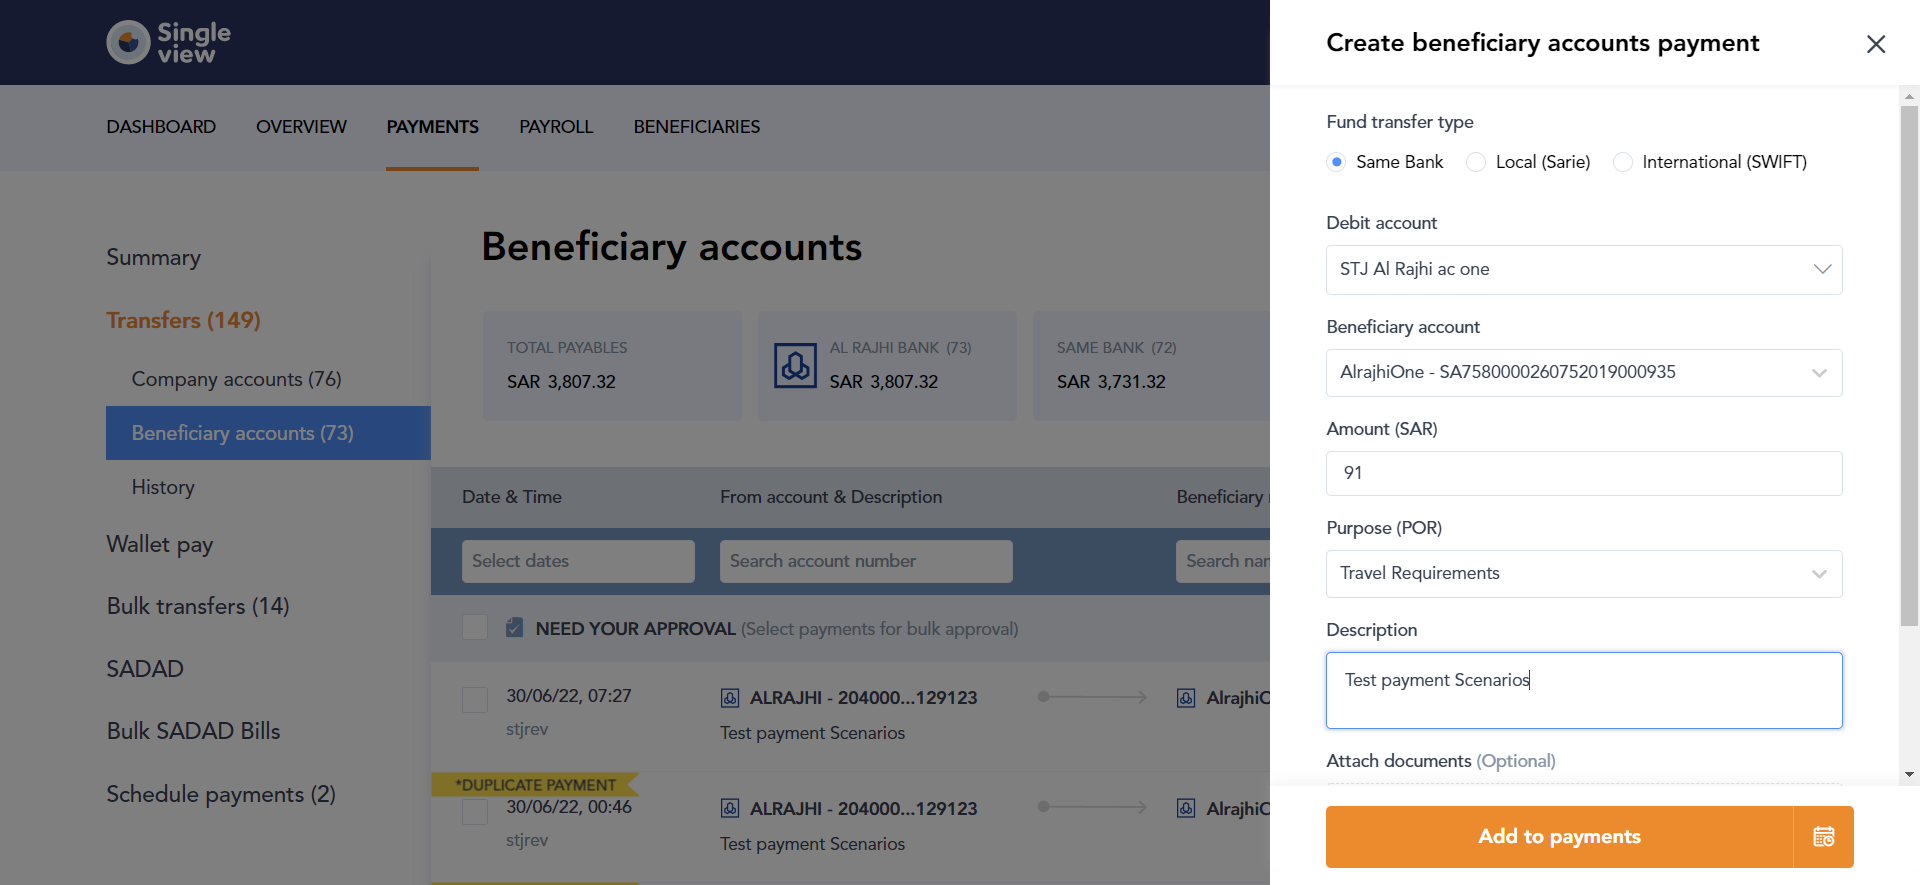 Single
view
DASHBOARD OVERVIEW PAYMENTS PAYROLL BENEFICIARIES
Summary
Transfers (149)
Company accounts (76)
Beneficiary accounts (73)
History
Wallet pay
Bulk transfers (14)
SADAD
Bulk SADAD Bills
Schedule payments (2)
Beneficiary accounts
TOTAL PAYABLES
SAR 3,807.32
AL RAJHI BANK (73)
SAR 3,807.32
SAME BANK (72)
SAR 3,731.32
Date & Time From account & Description Beneficiary
Select dates Search account number Search nar
NEED YOUR APPROVAL (Select payments for bulk approval)
30/06/22, 07:27 ALRAJHI - 204000...129123 AlrajhiO
stjrev Test payment Scenarios
*DUPLICATE PAYMENT
30/06/22, 00:46 ALRAJHI - 204000...129123 AlrajhiO
stjrev Test payment Scenarios
Create beneficiary accounts payment
Fund transfer type
Same Bank Local (Sarie) International (SWIFT)
Debit account
STJ Al Rajhi ac one
Beneficiary account
AlrajhiOne - SA7580000260752019000935
Amount (SAR)
91
Purpose (POR)
Travel Requirements
Description
Test payment Scenarios
Attach documents (Optional)
Add to payments